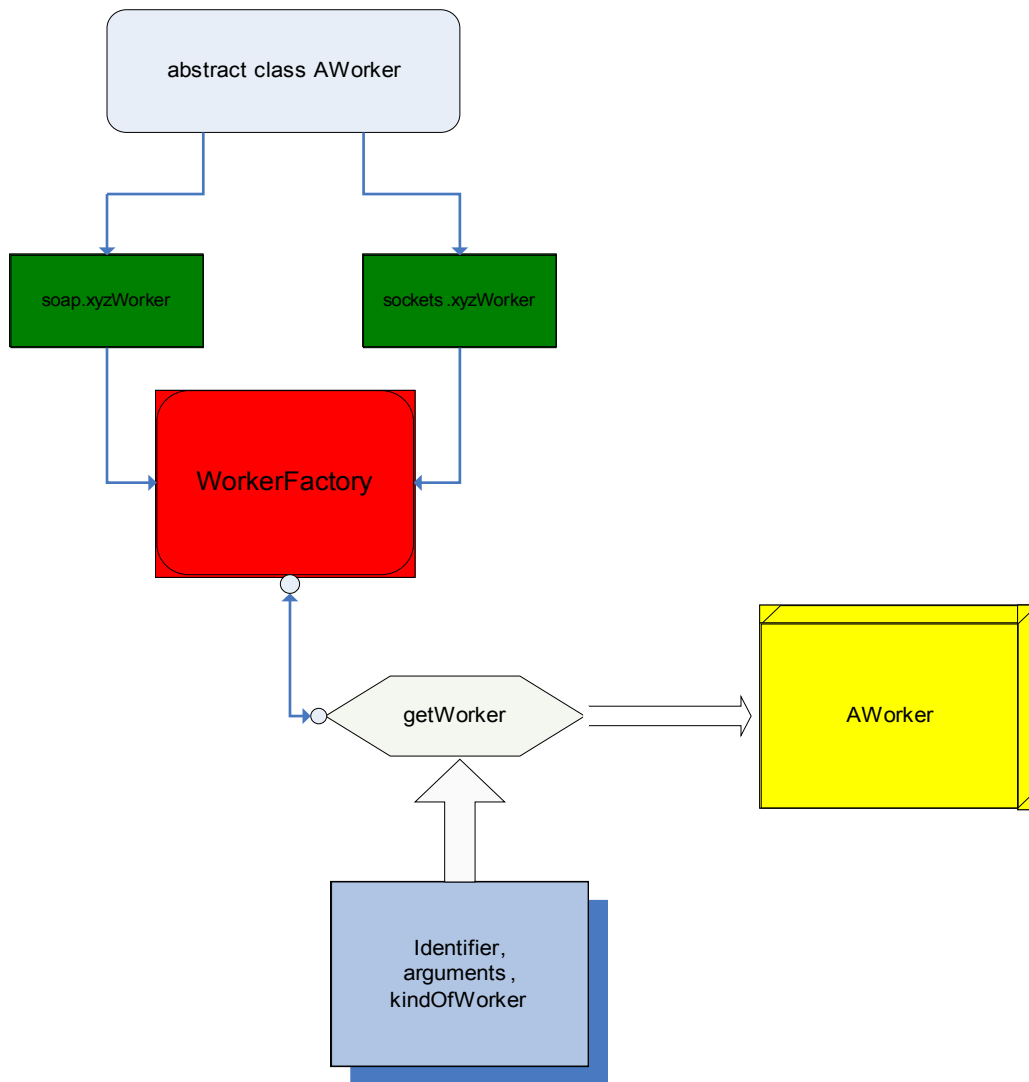 abstract class AWorker
soap.xyzWorker
sockets.xyzWorker
WorkerFactory
getWorker
AWorker
Identifier,
arguments,
kindOfWorker